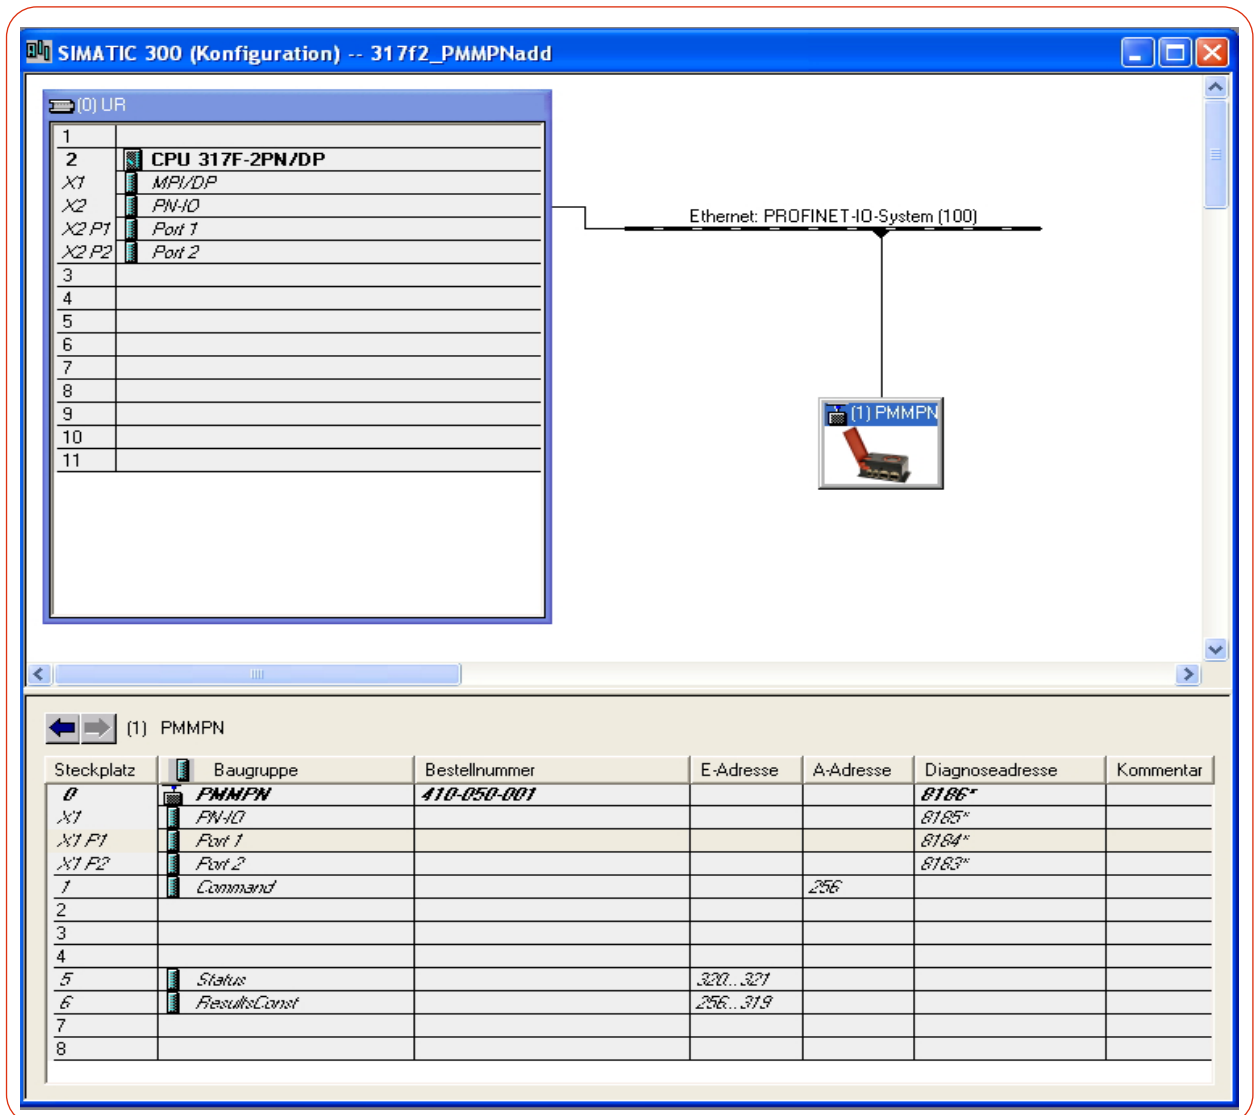 SIMATIC 300 (Konfiguration) -- 317f2_PMMPNadd
(0) UR
1
2 CPU 317F-2PN/DP
X1 MPI/DP
X2 PN-IO
X2 P1 Port 1
X2 P2 Port 2
3
4
5
6
7
8
9
10
11
Ethernet: PROFINET-IO-System (100)
(1) PMMPN
(1) PMMPN
Steckplatz Baugruppe Bestellnummer E-Adresse A-Adresse Diagnoseadresse Kommentar
0 PMMPN 410-050-001 8186*
X1 PN-IO 8185*
X1 P1 Port 1 8184*
X1 P2 Port 2 8183*
1 Command 256
2
3
4
5 Status 320...321
6 ResultsConst 256...319
7
8